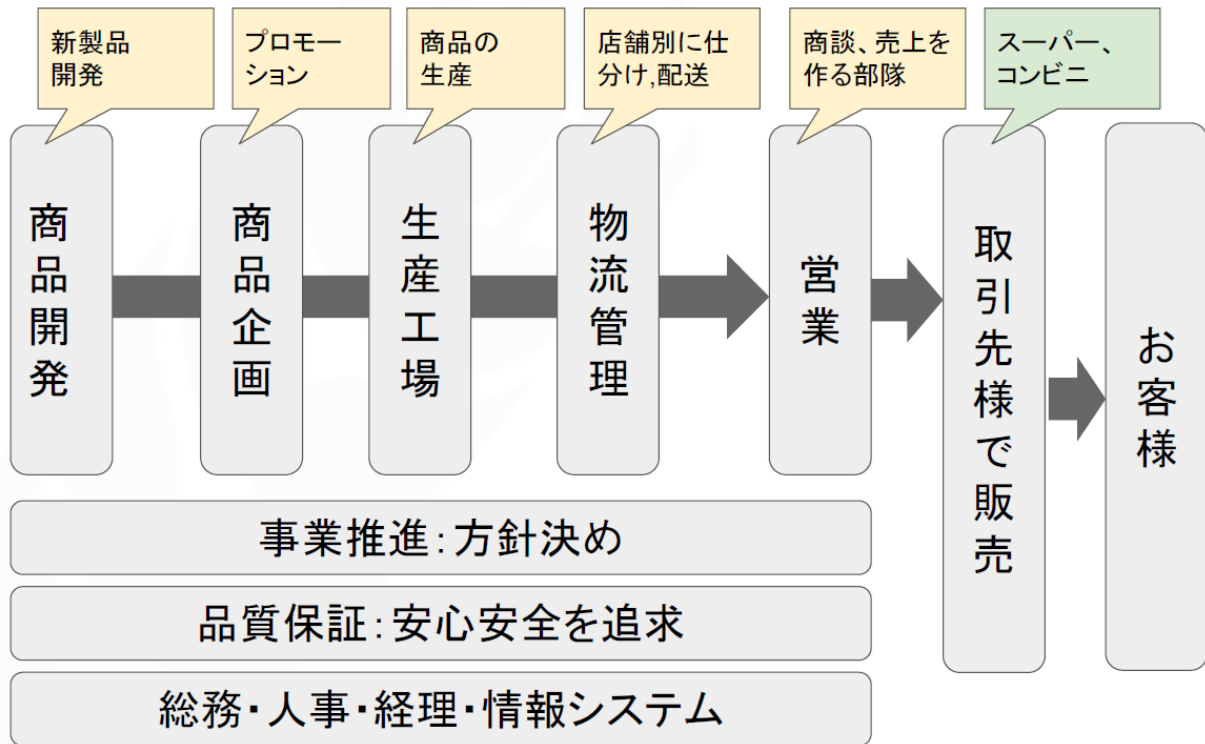 新製品
開発
プロモー
ション
商品の
生産
店舗別に仕
分け,配送
商談、売上を
作る部隊
スーパー、
コンビニ
商品開発
商品企画
生産工場
物流管理
営業
取引先様で販売
お客様
事業推進：方針決め
品質保証：安心安全を追求
総務・人事・経理・情報システム